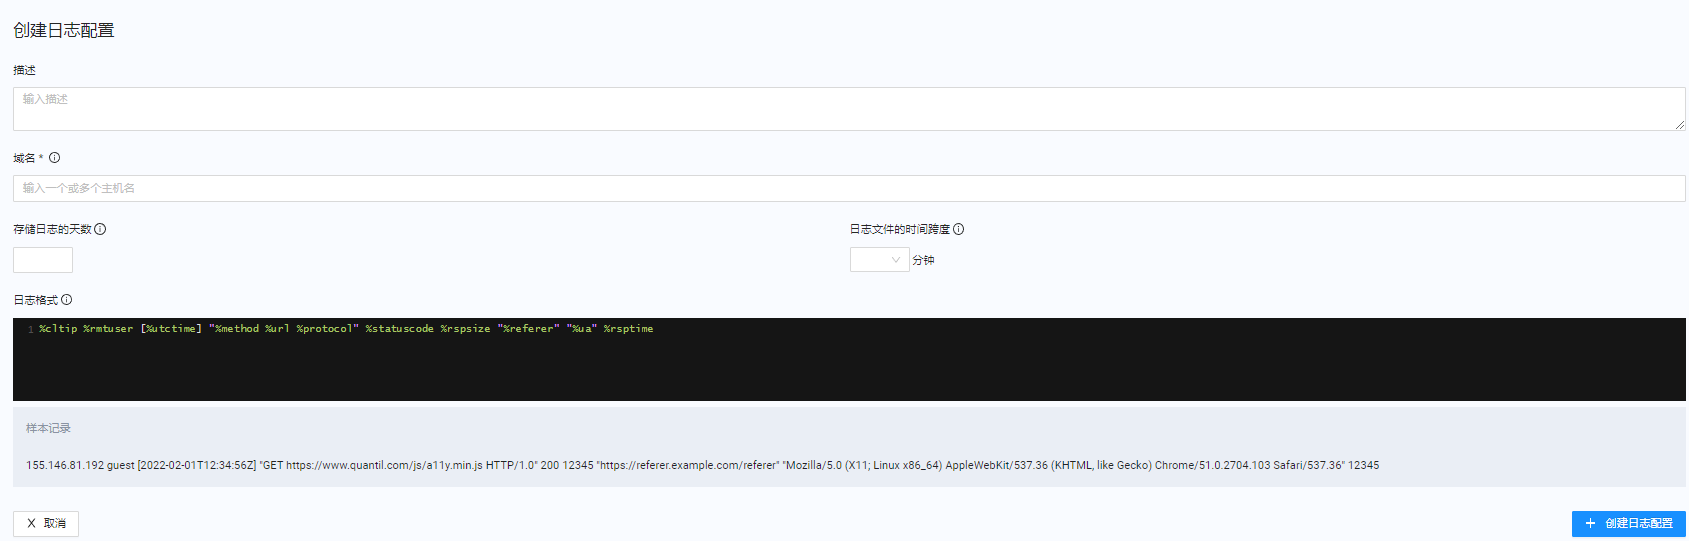 创建日志配置
描述
输入描述
域名 *
输入一个或多个主机名
存储日志的天数
日志文件的时间跨度
分钟
日志格式
1 %cltip %rmtuser [%utctime] "%method %url %protocol" %statuscode %rspsize "%referer" "%ua" %rsptime
样本记录
155.146.81.192 guest [2022-02-01T12:34:56Z] "GET https://www.quantil.com/js/a11y.min.js HTTP/1.0" 200 12345 "https://referer.example.com/referer" "Mozilla/5.0 (X11; Linux x86_64) AppleWebKit/537.36 (KHTML, like Gecko) Chrome/51.0.2704.103 Safari/537.36" 12345
取消
创建日志配置